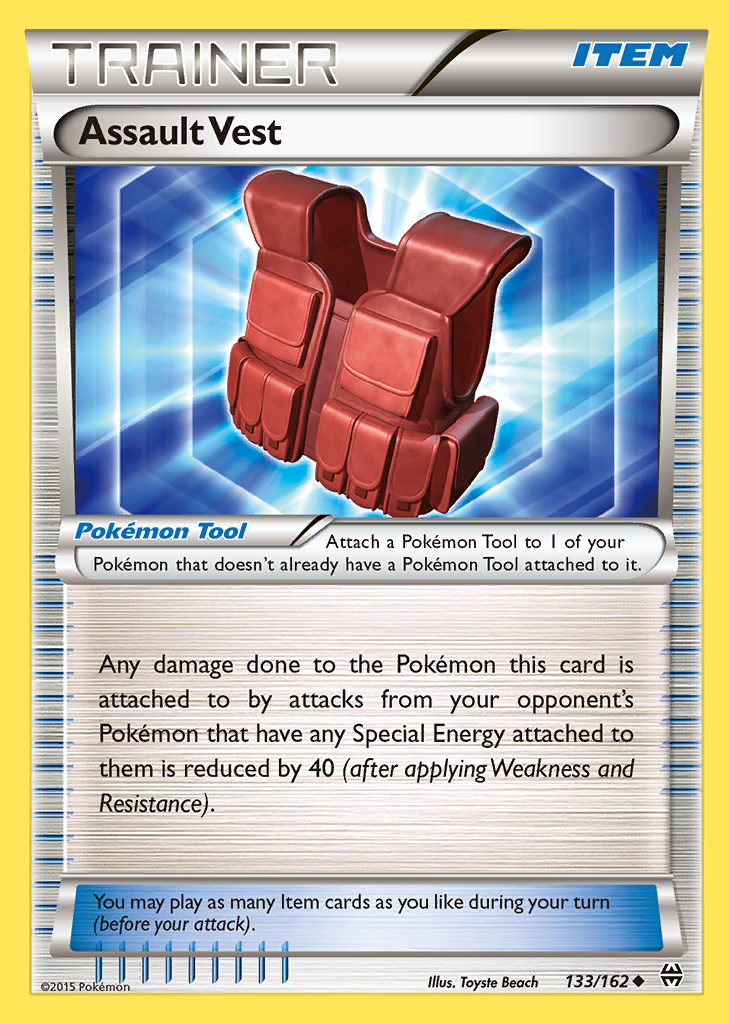 TRAINER
ITEM
Assault Vest
Pokémon Tool
Attach a Pokémon Tool to 1 of your
Pokémon that doesn't already have a Pokémon Tool attached to it.
Any damage done to the Pokémon this card is
attached to by attacks from your opponent's
Pokémon that have any Special Energy attached to
them is reduced by 40 (after applying Weakness and
Resistance).
You may play as many Item cards as you like during your turn
(before your attack).
©2015 Pokémon
Illus. Toyste Beach
133/162